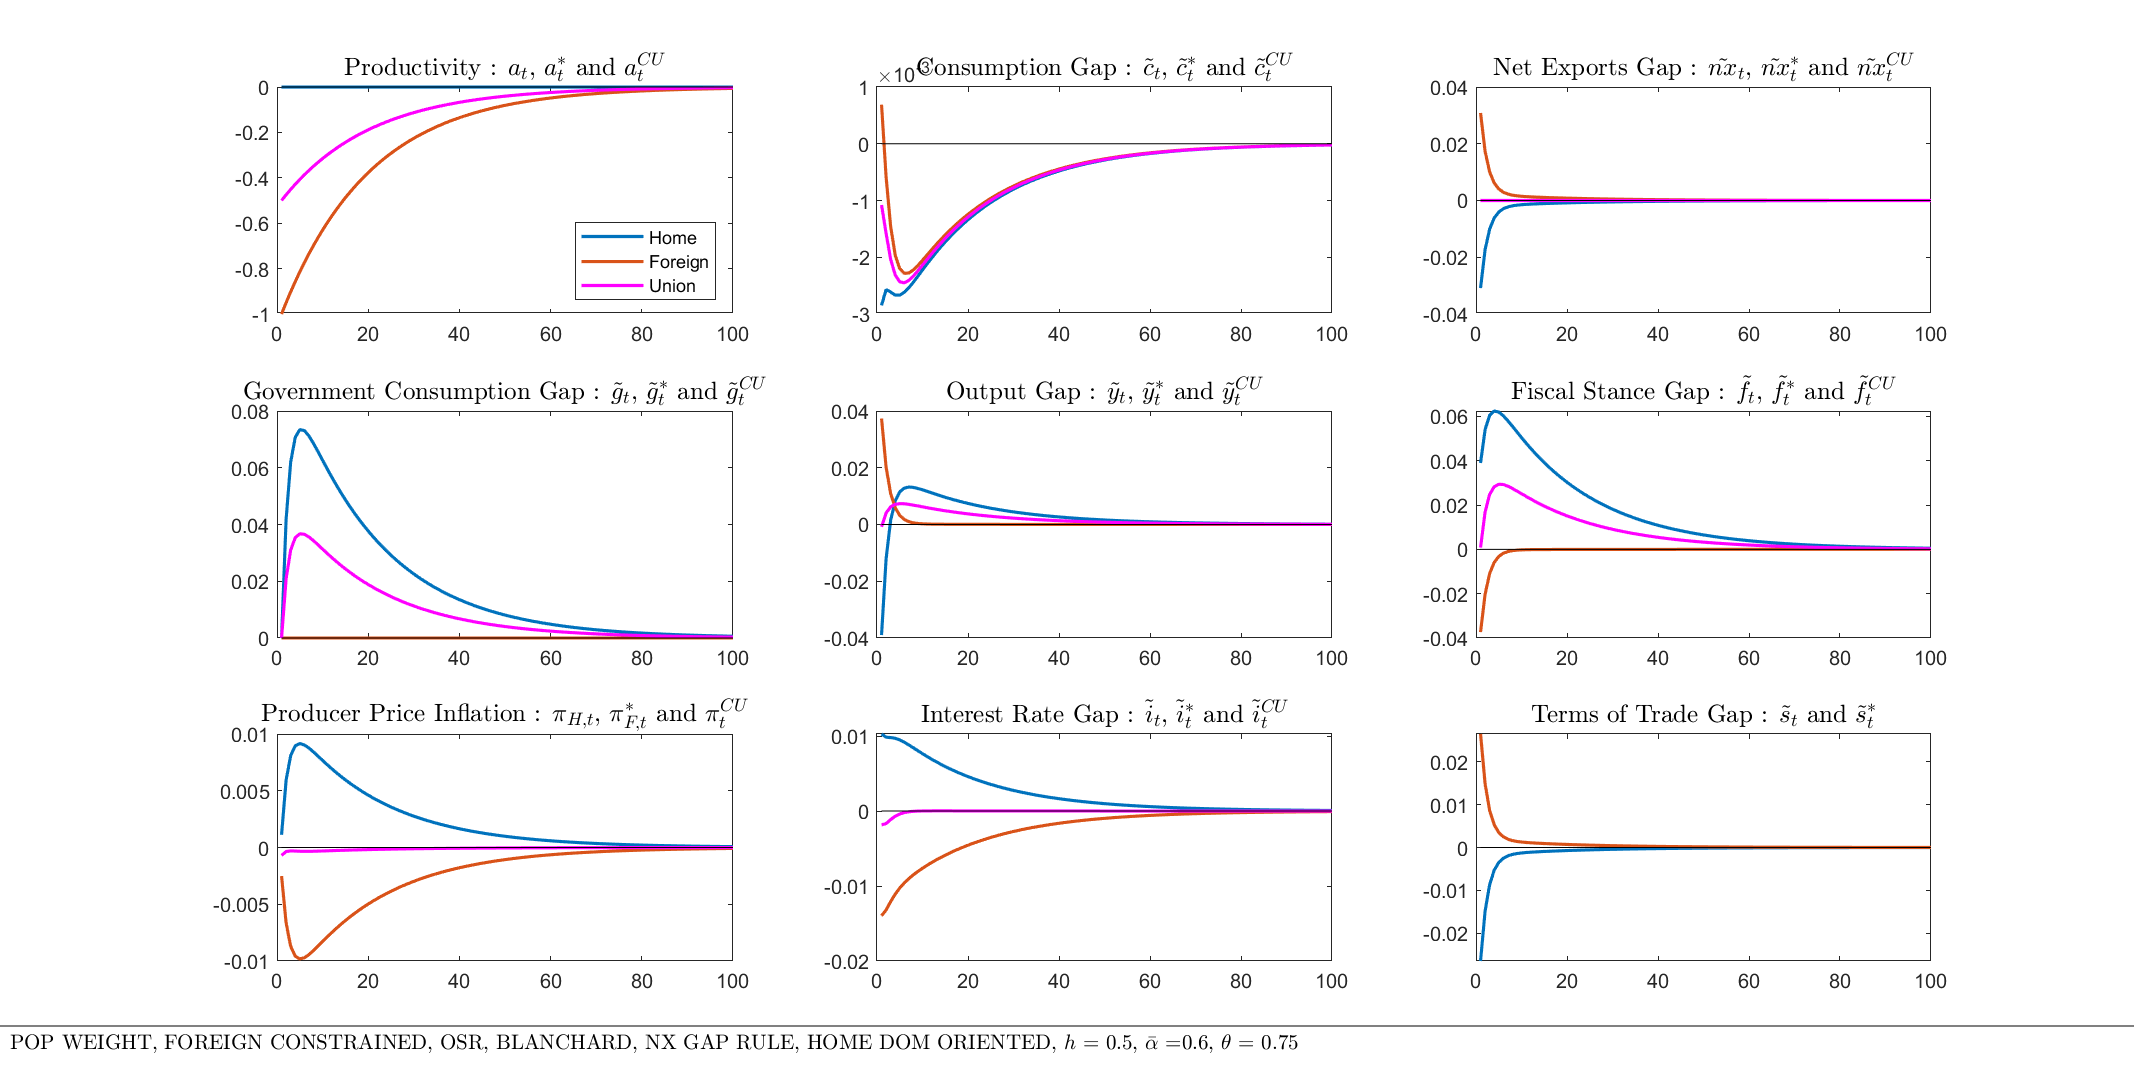 Productivity : a_t, a_t^* and a_t^{CU}
0
-0.2
-0.4
-0.6
-0.8
-1
0 20 40 60 80 100
Home
Foreign
Union
×10
Consumption Gap : c̃_t, c̃_t^* and c̃_t^{CU}
1
0
-1
-2
-3
0 20 40 60 80 100
Net Exports Gap : ñx_t, ñx_t^* and ñx_t^{CU}
0.04
0.02
0
-0.02
-0.04
0 20 40 60 80 100
Government Consumption Gap : g̃_t, g̃_t^* and g̃_t^{CU}
0.08
0.06
0.04
0.02
0
0 20 40 60 80 100
Output Gap : ỹ_t, ỹ_t^* and ỹ_t^{CU}
0.04
0.02
0
-0.02
-0.04
0 20 40 60 80 100
Fiscal Stance Gap : f̃_t, f̃_t^* and f̃_t^{CU}
0.06
0.04
0.02
0
-0.02
-0.04
0 20 40 60 80 100
Producer Price Inflation : π_{H,t}, π_{F,t}^* and π_t^{CU}
0.01
0.005
0
-0.005
-0.01
0 20 40 60 80 100
Interest Rate Gap : ĩ_t, ĩ_t^* and ĩ_t^{CU}
0.01
0
-0.01
-0.02
0 20 40 60 80 100
Terms of Trade Gap : s̃_t and s̃_t^*
0.02
0.01
0
-0.01
-0.02
0 20 40 60 80 100
POP WEIGHT, FOREIGN CONSTRAINED, OSR, BLANCHARD, NX GAP RULE, HOME DOM ORIENTED, h = 0.5, ᾱ =0.6, θ = 0.75